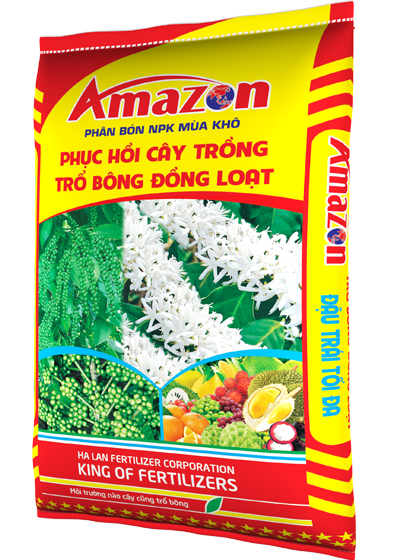 Amazon
PHÂN BÓN NPK MÙA KHÔ
PHỤC HỒI CÂY TRỒNG
TRỔ BÔNG ĐỒNG LOẠT
HA LAN FERTILIZER CORPORATION
KING OF FERTILIZERS
Môi trường nào cây cũng trổ bông
Amazon
ĐẬU TRÁI TỐI ĐA